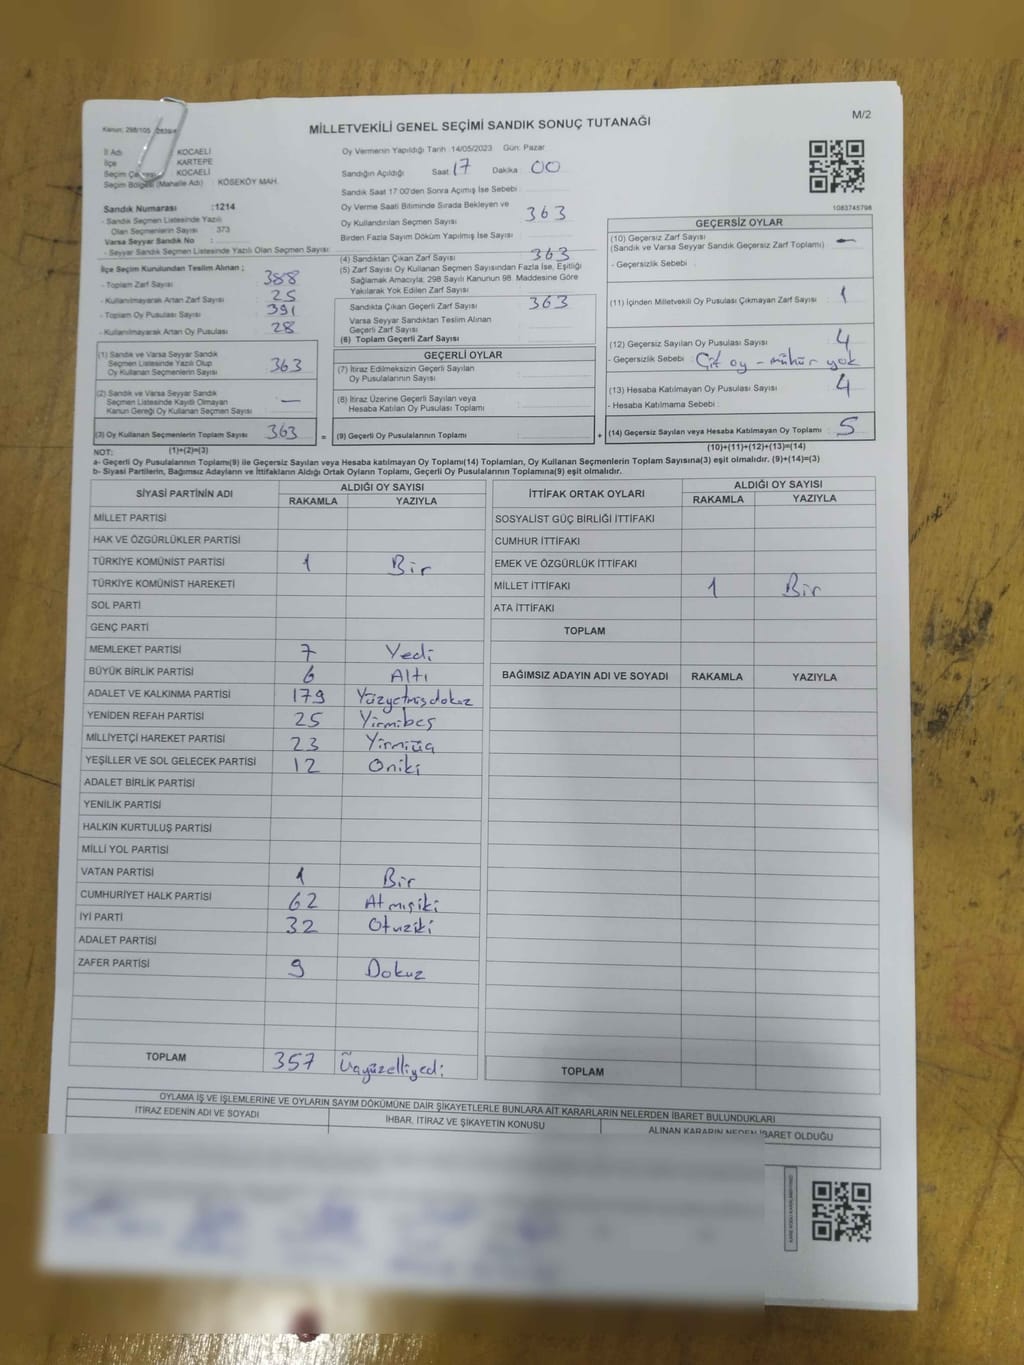 M/2
Kanun: 298/105 2839/4
MİLLETVEKİLİ GENEL SEÇİMİ SANDIK SONUÇ TUTANAĞI
İl Adı : KOCAELİ
İlçe : KARTEPE
Seçim Çevresi : KOCAELİ
Seçim Bölgesi (Mahalle Adı) : KÖSEKÖY MAH.
Sandık Numarası : 1214
- Sandık Seçmen Listesinde Yazılı
Olan Seçmenlerin Sayısı : 373
Varsa Seyyar Sandık No :
- Seyyar Sandık Seçmen Listesinde Yazılı Olan Seçmen Sayısı:
İlçe Seçim Kurulundan Teslim Alınan ;
- Toplam Zarf Sayısı : 388
- Kullanılmayarak Artan Zarf Sayısı : 25
- Toplam Oy Pusulası : 391
- Kullanılmayarak Artan Oy Pusulası : 28
Oy Vermenin Yapıldığı Tarih :14/05/2023 Gün: Pazar
Sandığın Açıldığı Saat 17 Dakika : 00
Sandık Saat 17:00'den Sonra Açımış İse Sebebi :
Oy Verme Saati Bitiminde Sırada Bekleyen ve
Oy Kullandırılan Seçmen Sayısı : 363
Birden Fazla Sayım Döküm Yapılmış İse Sayısı :
(4) Sandıktan Çıkan Zarf Sayısı : 363
(5) Zarf Sayısı Oy Kullanan Seçmen Sayısından Fazla İse, Eşitliği
Sağlamak Amacıyla; 298 Sayılı Kanunun 98. Maddesine Göre
Yakılarak Yok Edilen Zarf Sayısı :
Sandıkta Çıkan Geçerli Zarf Sayısı : 363
Varsa Seyyar Sandıktan Teslim Alınan
Geçerli Zarf Sayısı :
(6) Toplam Geçerli Zarf Sayısı :
1083745798
GEÇERSİZ OYLAR
(10) Geçersiz Zarf Sayısı
(Sandık ve Varsa Seyyar Sandık Geçersiz Zarf Toplamı) : —
- Geçersizlik Sebebi :
(11) İçinden Milletvekili Oy Pusulası Çıkmayan Zarf Sayısı : 1
(12) Geçersiz Sayılan Oy Pusulası Sayısı : 4
- Geçersizlik Sebebi : Çift oy - mühür yok
(13) Hesaba Katılmayan Oy Pusulası Sayısı : 4
- Hesaba Katılmama Sebebi :
(14) Geçersiz Sayılan veya Hesaba Katılmayan Oy Toplamı : 5
(1) Sandık ve Varsa Seyyar Sandık
Seçmen Listesinde Yazılı Olup
Oy Kullanan Seçmenlerin Sayısı : 363
(2) Sandık ve Varsa Seyyar Sandık
Seçmen Listesinde Kayıtlı Olmayan
Kanun Gereği Oy Kullanan Seçmen Sayısı : —
(3) Oy Kullanan Seçmenlerin Toplam Sayısı : 363
GEÇERLİ OYLAR
(7) İtiraz Edilmeksizin Geçerli Sayılan
Oy Pusulalarının Sayısı :
(8) İtiraz Üzerine Geçerli Sayılan veya
Hesaba Katılan Oy Pusulası Toplamı :
= (9) Geçerli Oy Pusulalarının Toplamı : +
(1)+(2)=(3)
(10)+(11)+(12)+(13)=(14)
NOT:
a- Geçerli Oy Pusulalarının Toplamı(9) ile Geçersiz Sayılan veya Hesaba katılmayan Oy Toplamı(14) Toplamları, Oy Kullanan Seçmenlerin Toplam Sayısına(3) eşit olmalıdır. (9)+(14)=(3)
b- Siyasi Partilerin, Bağımsız Adayların ve İttifakların Aldığı Ortak Oyların Toplamı, Geçerli Oy Pusulalarının Toplamına(9) eşit olmalıdır.
SİYASİ PARTİNİN ADI ALDIĞI OY SAYISI
RAKAMLA YAZIYLA
MİLLET PARTİSİ
HAK VE ÖZGÜRLÜKLER PARTİSİ
TÜRKİYE KOMÜNİST PARTİSİ 1 Bir
TÜRKİYE KOMÜNİST HAREKETİ
SOL PARTİ
GENÇ PARTİ
MEMLEKET PARTİSİ 7 Yedi
BÜYÜK BİRLİK PARTİSİ 6 Altı
ADALET VE KALKINMA PARTİSİ 179 Yüzyetmişdokuz
YENİDEN REFAH PARTİSİ 25 Yirmibeş
MİLLİYETÇİ HAREKET PARTİSİ 23 Yirmiüç
YEŞİLLER VE SOL GELECEK PARTİSİ 12 Oniki
ADALET BİRLİK PARTİSİ
YENİLİK PARTİSİ
HALKIN KURTULUŞ PARTİSİ
MİLLİ YOL PARTİSİ
VATAN PARTİSİ 1 Bir
CUMHURİYET HALK PARTİSİ 62 Atmışiki
İYİ PARTİ 32 Otuziki
ADALET PARTİSİ
ZAFER PARTİSİ 9 Dokuz
TOPLAM 357 Üçyüzelliyedi
İTTİFAK ORTAK OYLARI ALDIĞI OY SAYISI
RAKAMLA YAZIYLA
SOSYALİST GÜÇ BİRLİĞİ İTTİFAKI
CUMHUR İTTİFAKI
EMEK VE ÖZGÜRLÜK İTTİFAKI
MİLLET İTTİFAKI 1 Bir
ATA İTTİFAKI
TOPLAM
BAĞIMSIZ ADAYIN ADI VE SOYADI RAKAMLA YAZIYLA
TOPLAM
OYLAMA İŞ VE İŞLEMLERİNE VE OYLARIN SAYIM DÖKÜMÜNE DAİR ŞİKAYETLERLE BUNLARA AİT KARARLARIN NELERDEN İBARET BULUNDUKLARI
İTİRAZ EDENİN ADI VE SOYADI İHBAR, İTİRAZ VE ŞİKAYETİN KONUSU ALINAN KARARIN NEDEN İBARET OLDUĞU